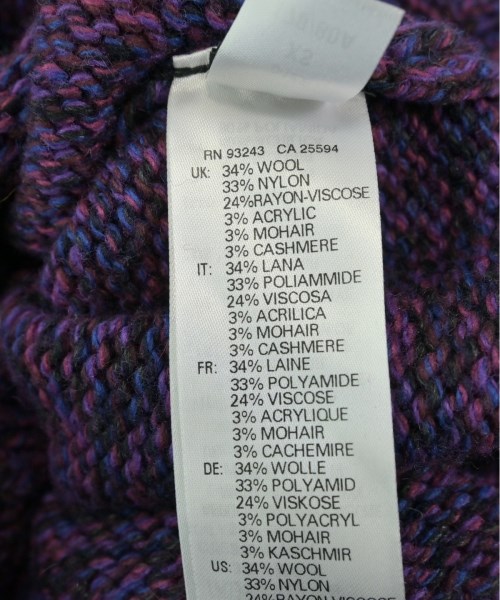 RN 93243 CA 25594
UK: 34% WOOL
33% NYLON
24%RAYON-VISCOSE
3% ACRYLIC
3% MOHAIR
3% CASHMERE
IT: 34% LANA
33% POLIAMMIDE
24% VISCOSA
3% ACRILICA
3% MOHAIR
3% CASHMERE
FR: 34% LAINE
33% POLYAMIDE
24% VISCOSE
3% ACRYLIQUE
3% MOHAIR
3% CACHEMIRE
DE: 34% WOLLE
33% POLYAMID
24% VISKOSE
3% POLYACRYL
3% MOHAIR
3% KASCHMIR
US: 34% WOOL
33% NYLON
24%RAYON-VISCOSE